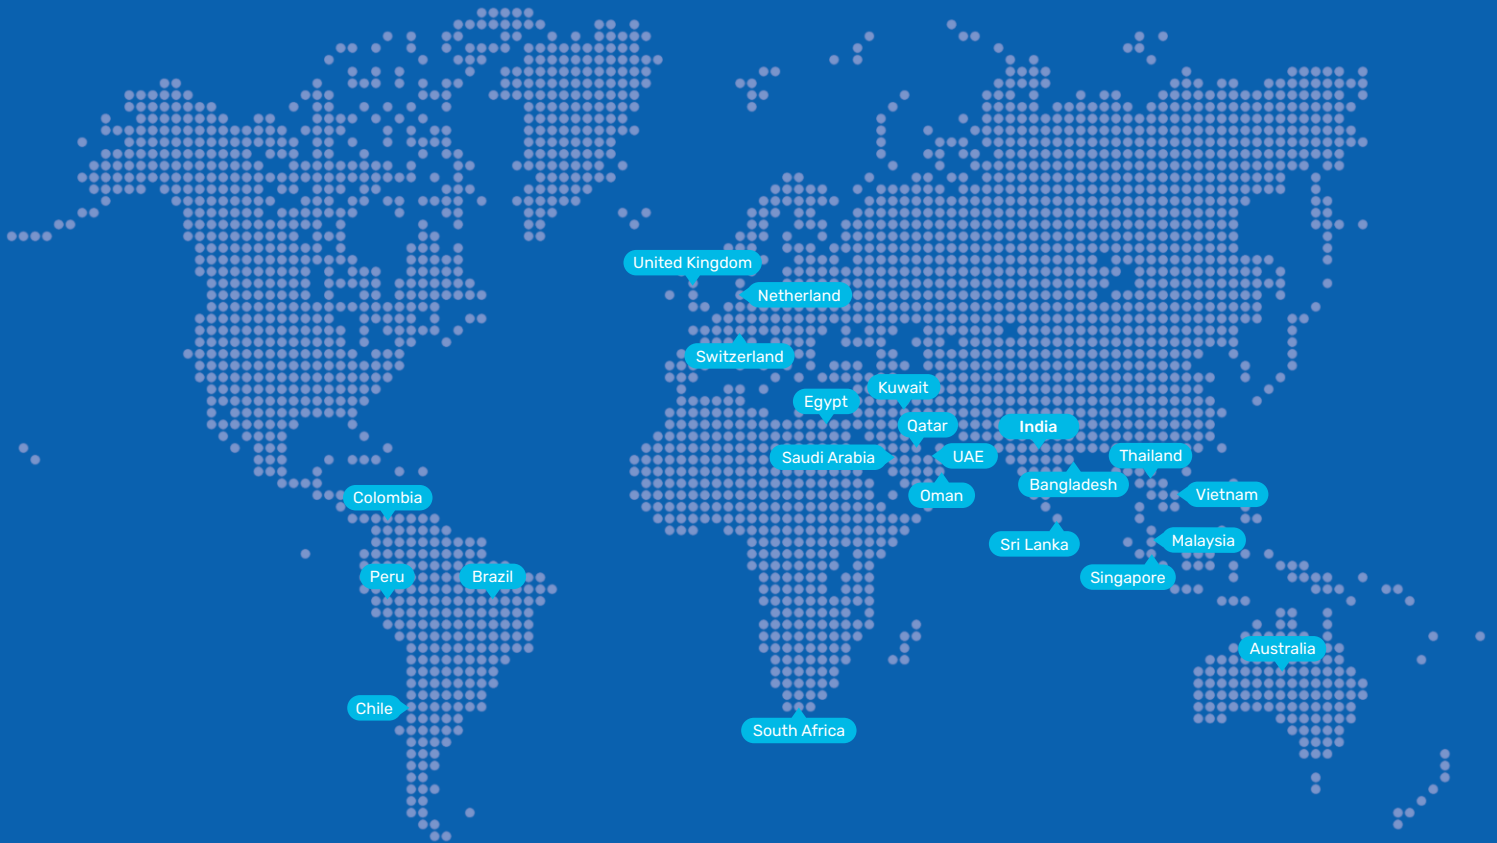 United Kingdom
Netherland
Switzerland
Kuwait
Egypt
Qatar
India
Saudi Arabia
UAE
Thailand
Bangladesh
Oman
Vietnam
Colombia
Sri Lanka
Malaysia
Peru
Brazil
Singapore
Australia
Chile
South Africa